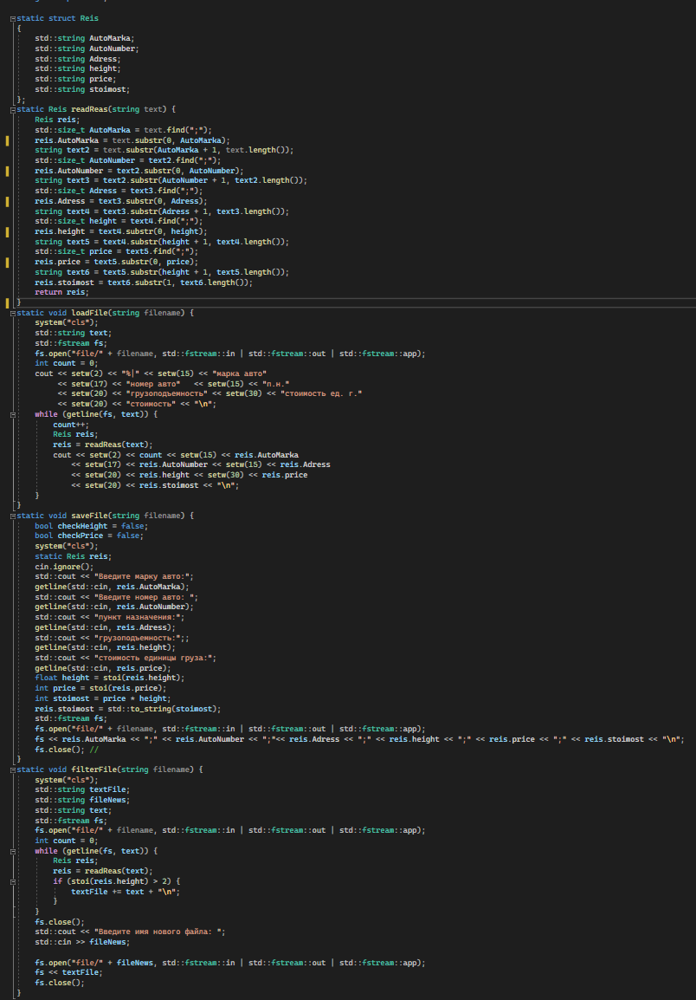 static struct Reis
{
    std::string AutoMarka;
    std::string AutoNumber;
    std::string Adress;
    std::string height;
    std::string price;
    std::string stoimost;
};
static Reis readReas(string text) {
    Reis reis;
    std::size_t AutoMarka = text.find(";");
    reis.AutoMarka = text.substr(0, AutoMarka);
    string text2 = text.substr(AutoMarka + 1, text.length());
    std::size_t AutoNumber = text2.find(";");
    reis.AutoNumber = text2.substr(0, AutoNumber);
    string text3 = text2.substr(AutoNumber + 1, text2.length());
    std::size_t Adress = text3.find(";");
    reis.Adress = text3.substr(0, Adress);
    string text4 = text3.substr(Adress + 1, text3.length());
    std::size_t height = text4.find(";");
    reis.height = text4.substr(0, height);
    string text5 = text4.substr(height + 1, text4.length());
    std::size_t price = text5.find(";");
    reis.price = text5.substr(0, price);
    string text6 = text5.substr(height + 1, text5.length());
    reis.stoimost = text6.substr(1, text6.length());
    return reis;
}
static void loadFile(string filename) {
    system("cls");
    std::string text;
    std::fstream fs;
    fs.open("file/" + filename, std::fstream::in | std::fstream::out | std::fstream::app);
    int count = 0;
    cout << setw(2) << "%|" << setw(15) << "марка авто"
        << setw(17) << "номер авто"   << setw(15) << "п.н."
        << setw(20) << "грузоподъемность" << setw(30) << "стоимость ед. г."
        << setw(20) << "стоимость" << "\n";
    while (getline(fs, text)) {
        count++;
        Reis reis;
        reis = readReas(text);
        cout << setw(2) << count << setw(15) << reis.AutoMarka
            << setw(17) << reis.AutoNumber << setw(15) << reis.Adress
            << setw(20) << reis.height << setw(30) << reis.price
            << setw(20) << reis.stoimost << "\n";
    }
}
static void saveFile(string filename) {
    bool checkHeight = false;
    bool checkPrice = false;
    system("cls");
    static Reis reis;
    cin.ignore();
    std::cout << "Введите марку авто:";
    getline(std::cin, reis.AutoMarka);
    std::cout << "Введите номер авто: ";
    getline(std::cin, reis.AutoNumber);
    std::cout << "пункт назначения:";
    getline(std::cin, reis.Adress);
    std::cout << "грузоподъемность:";;
    getline(std::cin, reis.height);
    std::cout << "стоимость единицы груза:";
    getline(std::cin, reis.price);
    float height = stoi(reis.height);
    int price = stoi(reis.price);
    int stoimost = price * height;
    reis.stoimost = std::to_string(stoimost);
    std::fstream fs;
    fs.open("file/" + filename, std::fstream::in | std::fstream::out | std::fstream::app);
    fs << reis.AutoMarka << ";" << reis.AutoNumber << ";"<< reis.Adress << ";" << reis.height << ";" << reis.price << ";" << reis.stoimost << "\n";
    fs.close(); //
}
static void filterFile(string filename) {
    system("cls");
    std::string textFile;
    std::string fileNews;
    std::string text;
    std::fstream fs;
    fs.open("file/" + filename, std::fstream::in | std::fstream::out | std::fstream::app);
    int count = 0;
    while (getline(fs, text)) {
        Reis reis;
        reis = readReas(text);
        if (stoi(reis.height) > 2) {
            textFile += text + "\n";
        }
    }
    fs.close();
    std::cout << "Введите имя нового файла: ";
    std::cin >> fileNews;

    fs.open("file/" + fileNews, std::fstream::in | std::fstream::out | std::fstream::app);
    fs << textFile;
    fs.close();
}